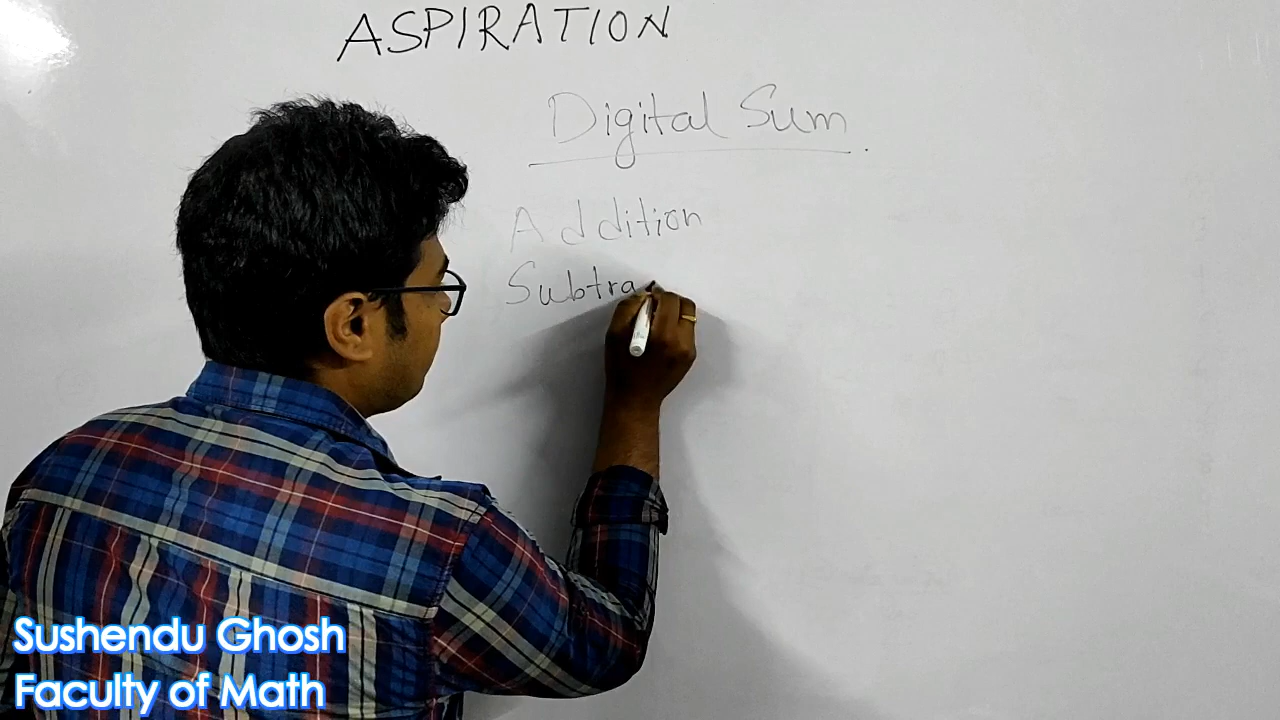 ASPIRATION
Digital Sum
Addition
Subtra
Sushendu Ghosh
Faculty of Math